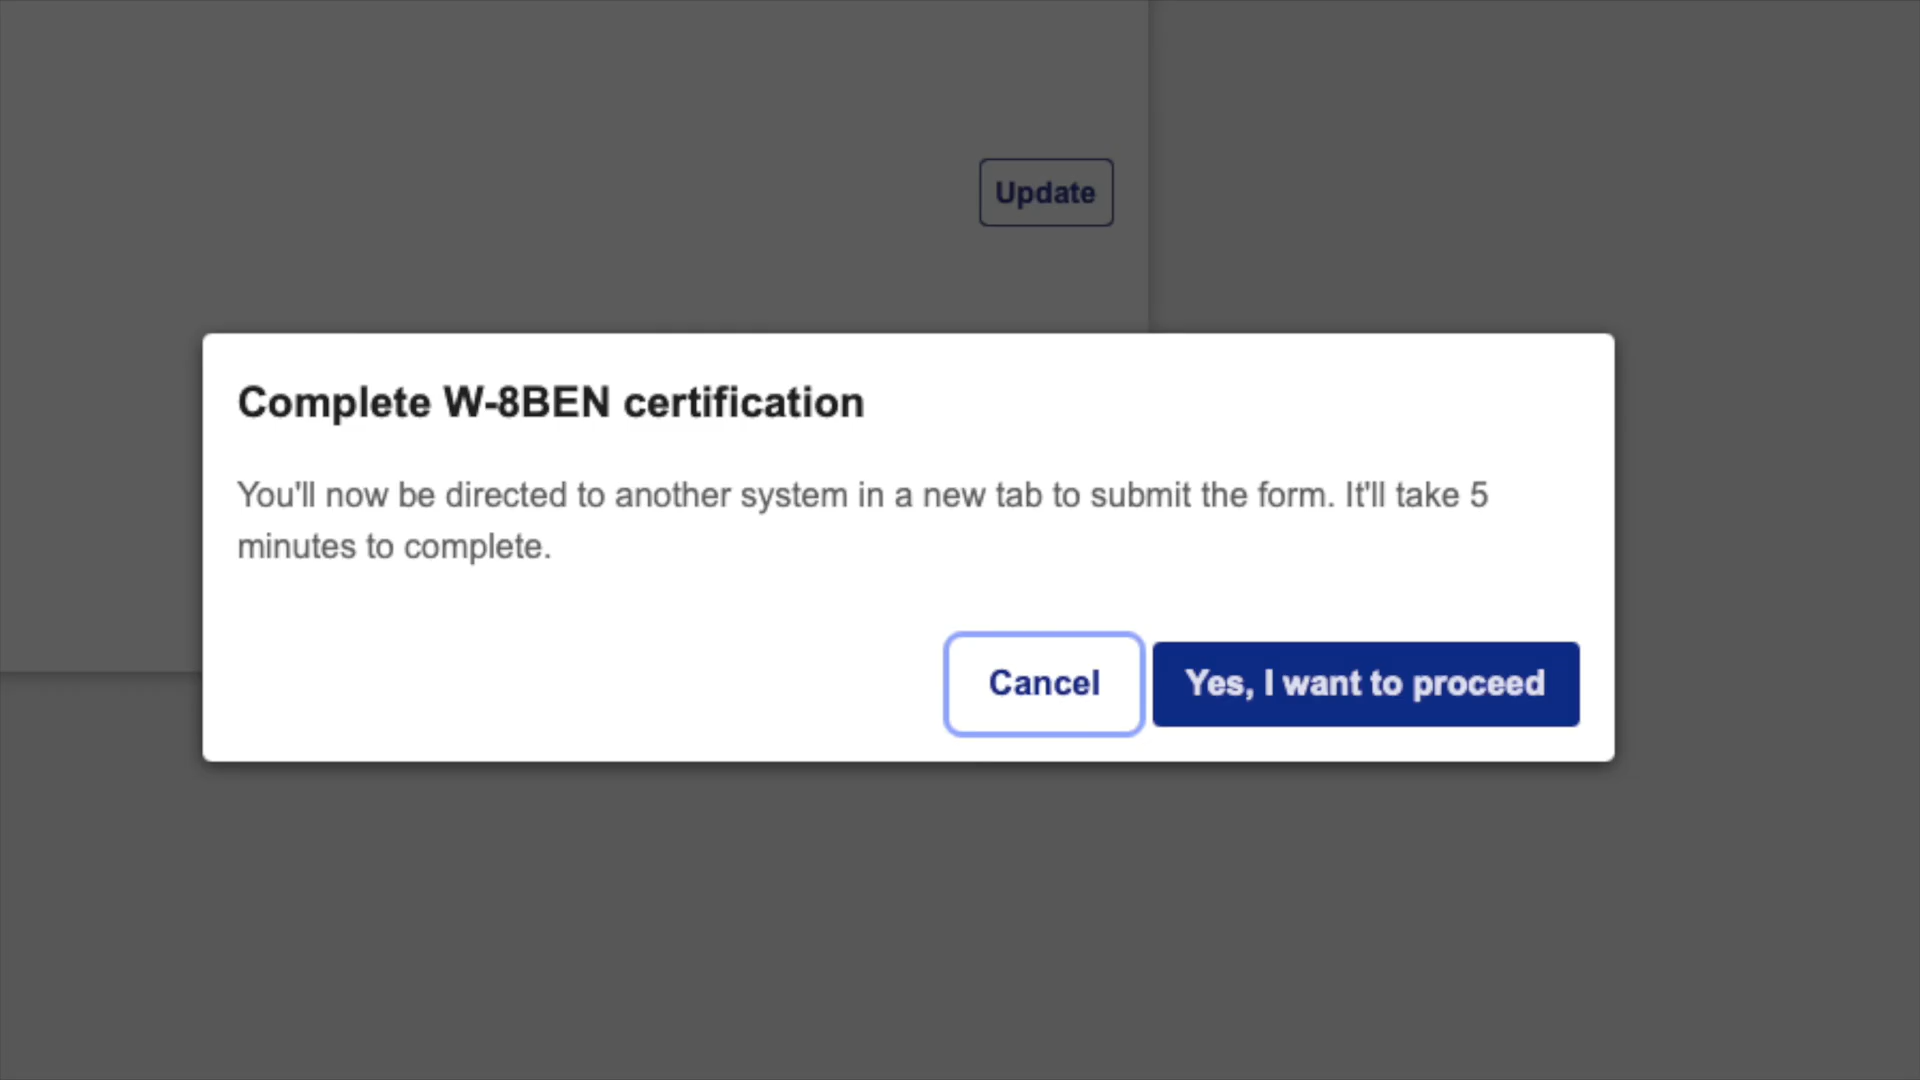 Update
Complete W-8BEN certification
You'll now be directed to another system in a new tab to submit the form. It'll take 5
minutes to complete.
Cancel
Yes, I want to proceed